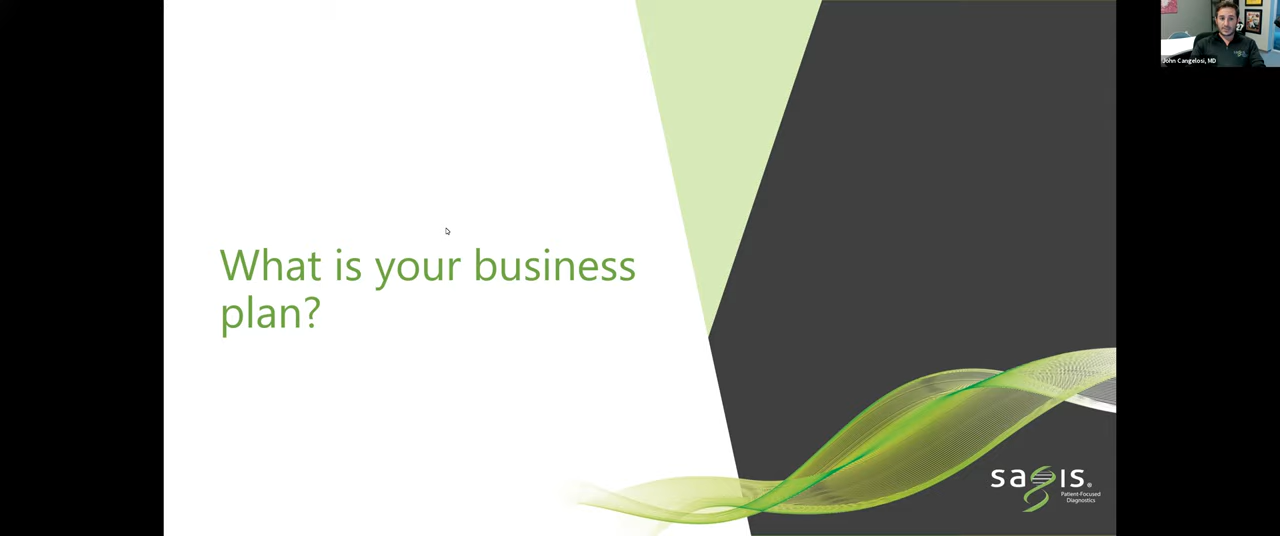 John Cangelosi, MD
What is your business
plan?
sagis®
Patient-Focused
Diagnostics